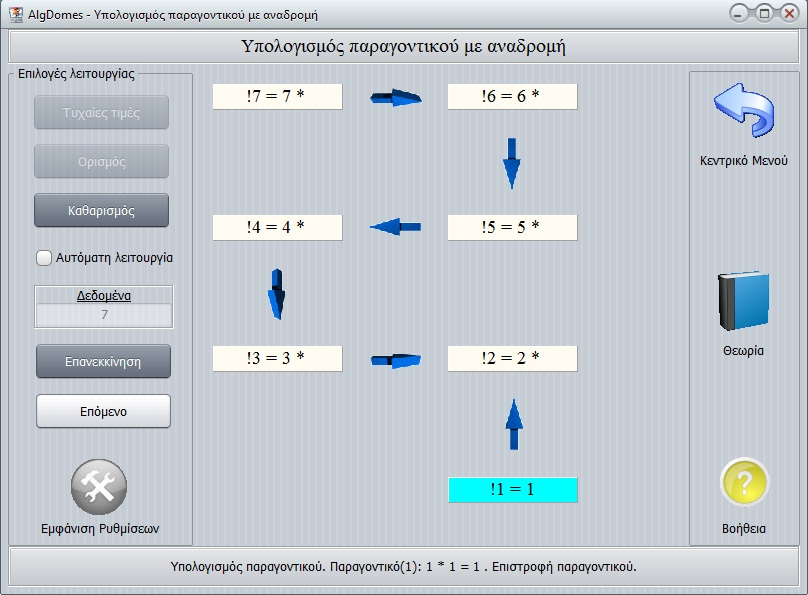 AlgDomes - Υπολογισμός παραγοντικού με αναδρομή
Υπολογισμός παραγοντικού με αναδρομή
Επιλογές λειτουργίας
Τυχαίες τιμές
Ορισμός
Καθαρισμός
Αυτόματη λειτουργία
Δεδομένα
7
Επανεκκίνηση
Επόμενο
Εμφάνιση Ρυθμίσεων
!7 = 7 *
!6 = 6 *
!4 = 4 *
!5 = 5 *
!3 = 3 *
!2 = 2 *
!1 = 1
Κεντρικό Μενού
Θεωρία
?
Βοήθεια
Υπολογισμός παραγοντικού. Παραγοντικό(1): 1 * 1 = 1 . Επιστροφή παραγοντικού.